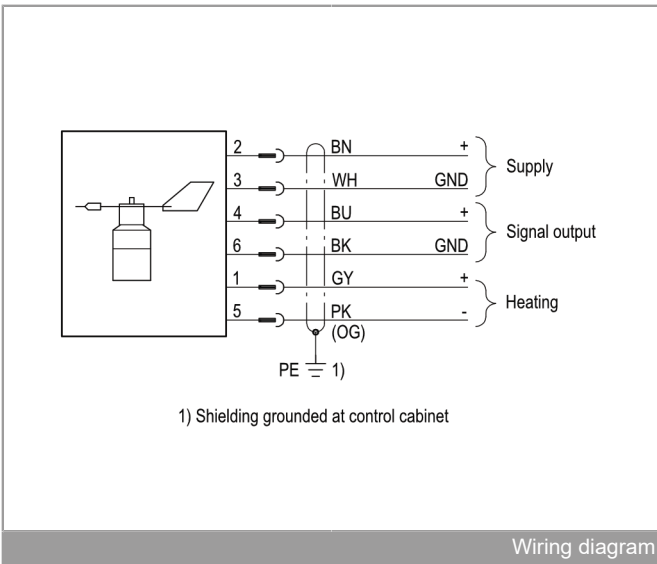 2 BN +
Supply
3 WH GND
4 BU +
Signal output
6 BK GND
1 GY +
Heating
5 PK -
(OG)
PE 1)
1) Shielding grounded at control cabinet
Wiring diagram